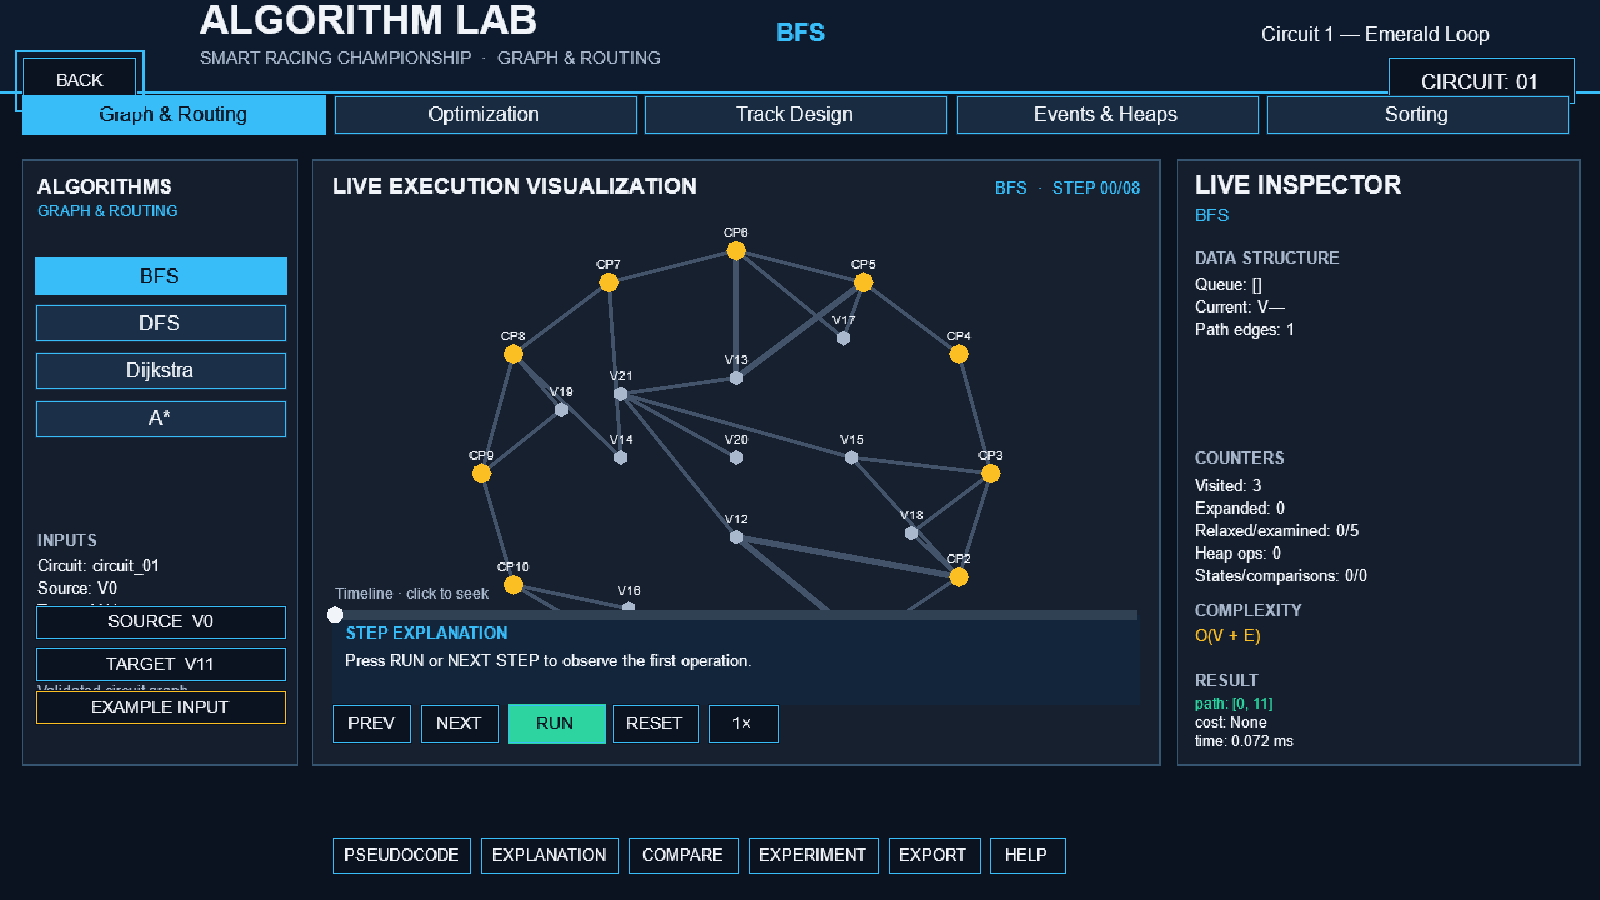 ALGORITHM LAB
BFS
Circuit 1 — Emerald Loop
SMART RACING CHAMPIONSHIP · GRAPH & ROUTING
BACK
CIRCUIT: 01
Graph & Routing
Optimization
Track Design
Events & Heaps
Sorting
ALGORITHMS
GRAPH & ROUTING
BFS
DFS
Dijkstra
A*
INPUTS
Circuit: circuit_01
Source: V0
SOURCE V0
TARGET V11
Validated circuit graph
EXAMPLE INPUT
LIVE EXECUTION VISUALIZATION
BFS · STEP 00/08
CP6
CP7
CP5
V17
CP8
CP4
V13
V21
V19
V14
V20
V15
CP9
CP3
V18
V12
CP2
CP10
V16
Timeline · click to seek
STEP EXPLANATION
Press RUN or NEXT STEP to observe the first operation.
PREV
NEXT
RUN
RESET
1×
LIVE INSPECTOR
BFS
DATA STRUCTURE
Queue: []
Current: V—
Path edges: 1
COUNTERS
Visited: 3
Expanded: 0
Relaxed/examined: 0/5
Heap ops: 0
States/comparisons: 0/0
COMPLEXITY
O(V + E)
RESULT
path: [0, 11]
cost: None
time: 0.072 ms
PSEUDOCODE
EXPLANATION
COMPARE
EXPERIMENT
EXPORT
HELP